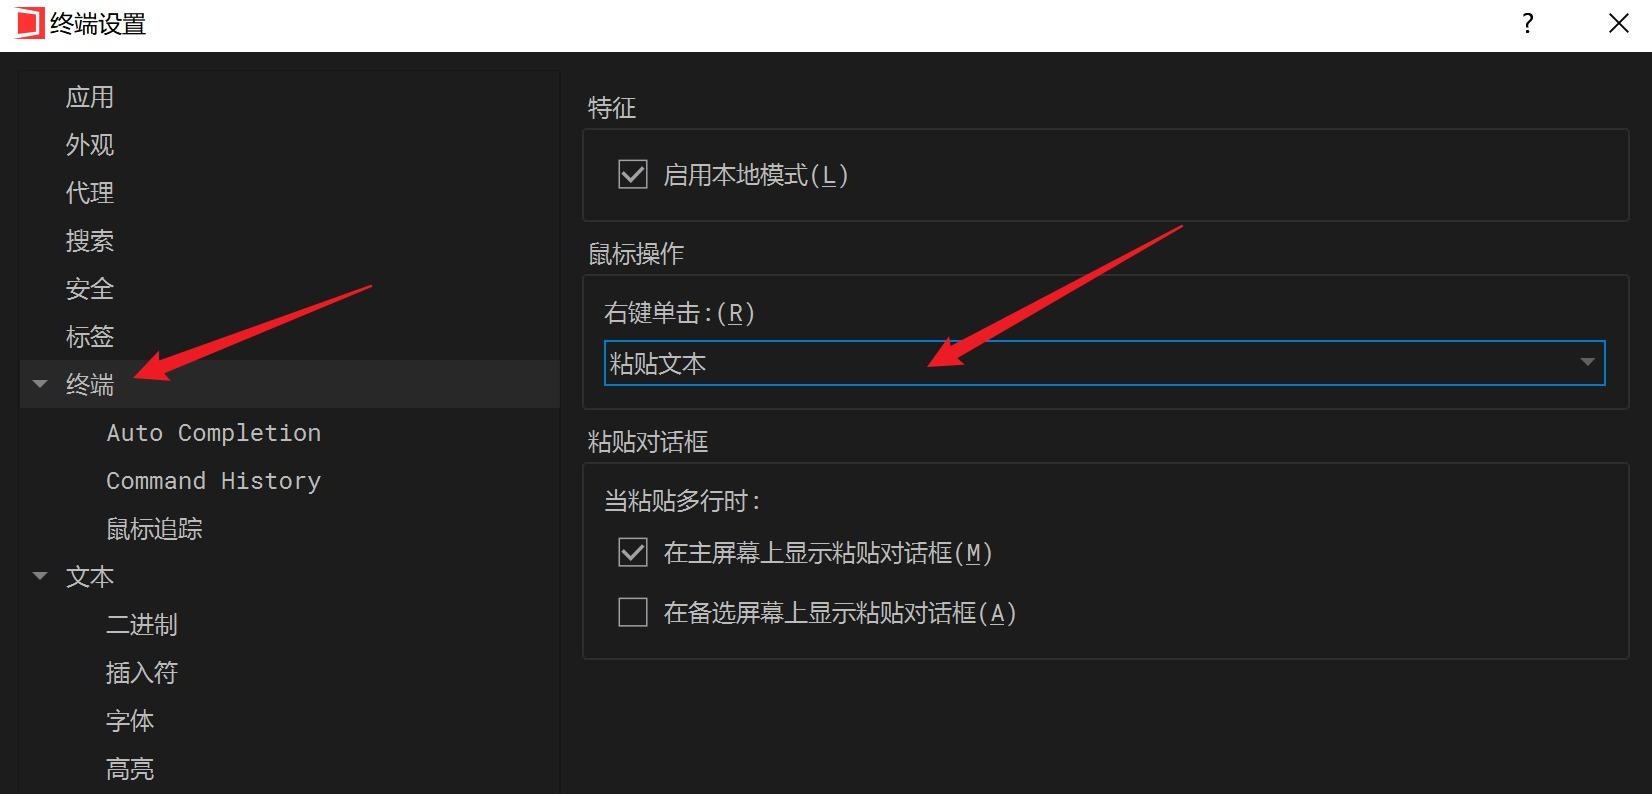 终端设置
?
应用
外观
代理
搜索
安全
标签
终端
Auto Completion
Command History
鼠标追踪
文本
二进制
插入符
字体
高亮
特征
启用本地模式(L)
鼠标操作
右键单击:(R)
粘贴文本
粘贴对话框
当粘贴多行时:
在主屏幕上显示粘贴对话框(M)
在备选屏幕上显示粘贴对话框(A)